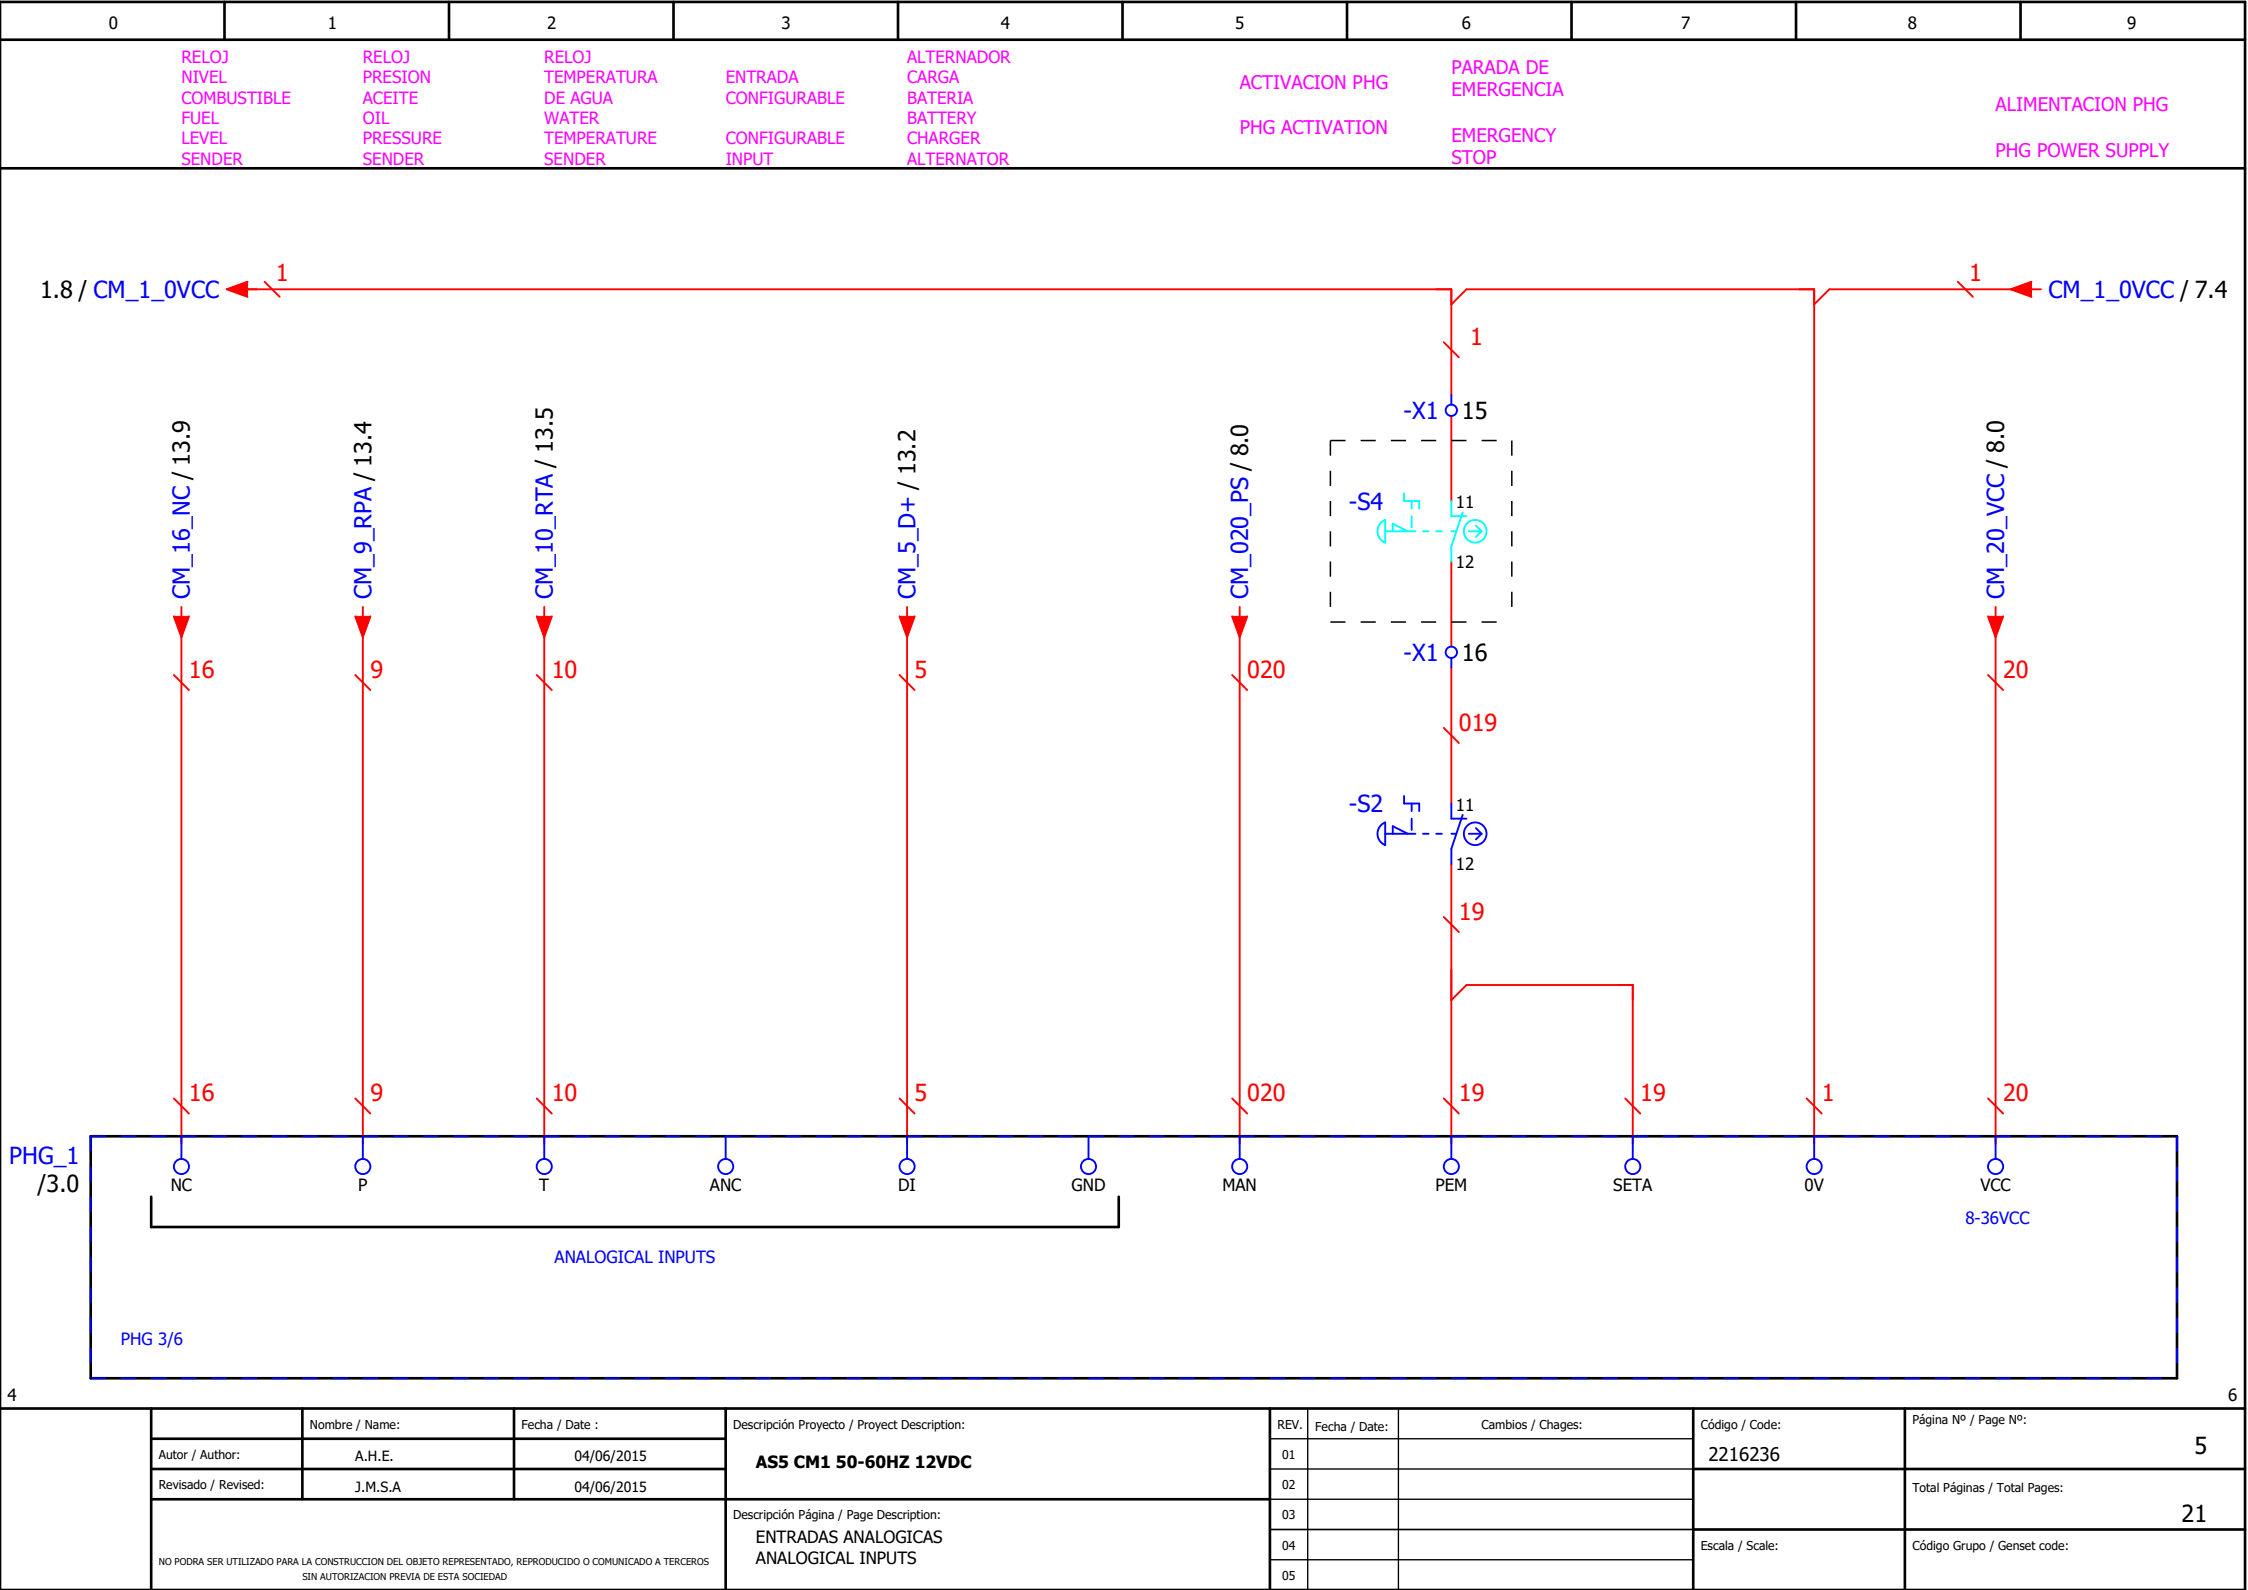 0 1 2 3 4 5 6 7 8 9
RELOJ
NIVEL
COMBUSTIBLE
FUEL
LEVEL
SENDER
RELOJ
PRESION
ACEITE
OIL
PRESSURE
SENDER
RELOJ
TEMPERATURA
DE AGUA
WATER
TEMPERATURE
SENDER
ENTRADA
CONFIGURABLE
CONFIGURABLE
INPUT
ALTERNADOR
CARGA
BATERIA
BATTERY
CHARGER
ALTERNATOR
ACTIVACION PHG
PHG ACTIVATION
PARADA DE
EMERGENCIA
EMERGENCY
STOP
ALIMENTACION PHG
PHG POWER SUPPLY
1.8 / CM_1_0VCC
1
1
CM_1_0VCC / 7.4
1
-X1 15
CM_16_NC / 13.9
CM_9_RPA / 13.4
CM_10_RTA / 13.5
CM_5_D+ / 13.2
CM_020_PS / 8.0
CM_20_VCC / 8.0
-S4
11
12
-X1 16
16
9
10
5
020
20
019
-S2
11
12
19
16
9
10
5
020
19
19
1
20
PHG_1
/3.0
NC P T ANC DI GND MAN PEM SETA 0V VCC
8-36VCC
ANALOGICAL INPUTS
PHG 3/6
4
6
Nombre / Name:
Fecha / Date :
Autor / Author:
A.H.E.
04/06/2015
Revisado / Revised:
J.M.S.A
04/06/2015
NO PODRA SER UTILIZADO PARA LA CONSTRUCCION DEL OBJETO REPRESENTADO, REPRODUCIDO O COMUNICADO A TERCEROS
SIN AUTORIZACION PREVIA DE ESTA SOCIEDAD
Descripción Proyecto / Proyect Description:
AS5 CM1 50-60HZ 12VDC
Descripción Página / Page Description:
ENTRADAS ANALOGICAS
ANALOGICAL INPUTS
REV.
Fecha / Date:
Cambios / Chages:
01
02
03
04
05
Código / Code:
2216236
Escala / Scale:
Página Nº / Page Nº:
5
Total Páginas / Total Pages:
21
Código Grupo / Genset code: